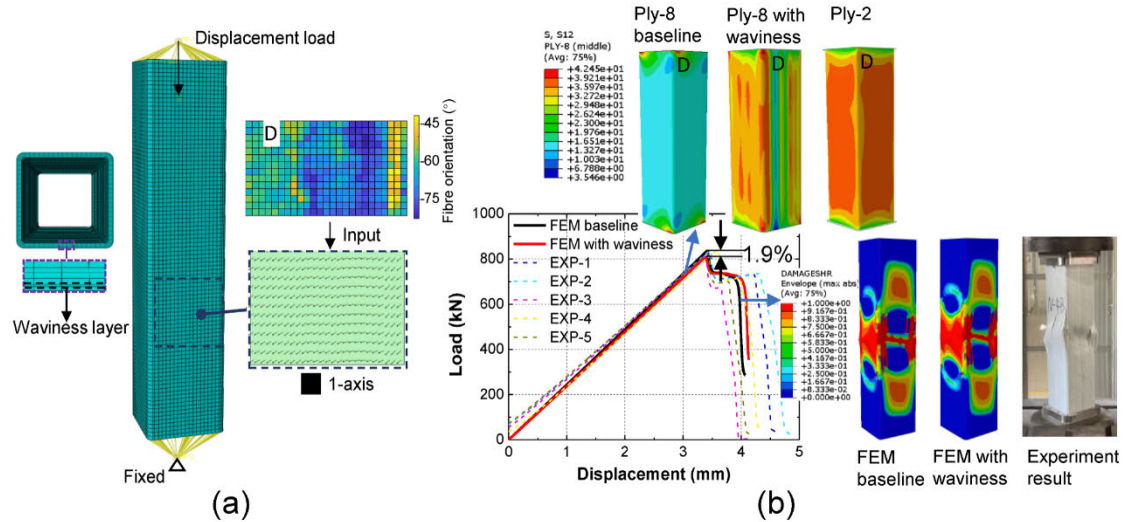 Displacement load
D
Fibre orientation (°)
-45
-60
-75
Input
Waviness layer
1-axis
Fixed
(a)
Ply-8
baseline
Ply-8 with
waviness
Ply-2
S, S12
PLY-8 (middle)
(Avg: 75%)
+4.245e+01
+3.921e+01
+3.597e+01
+3.272e+01
+2.948e+01
+2.624e+01
+2.300e+01
+1.976e+01
+1.651e+01
+1.327e+01
+1.003e+01
+6.788e+00
+3.546e+00
D
D
D
1000
800
600
400
200
0
Load (kN)
0 1 2 3 4 5
Displacement (mm)
FEM baseline
FEM with waviness
EXP-1
EXP-2
EXP-3
EXP-4
EXP-5
1.9%
DAMAGESHR
Envelope (max abs)
(Avg: 75%)
+1.000e+00
+9.167e-01
+8.333e-01
+7.500e-01
+6.667e-01
+5.833e-01
+5.000e-01
+4.167e-01
+3.333e-01
+2.500e-01
+1.667e-01
+8.333e-02
+0.000e+00
FEM
baseline
FEM with
waviness
Experiment
result
(b)